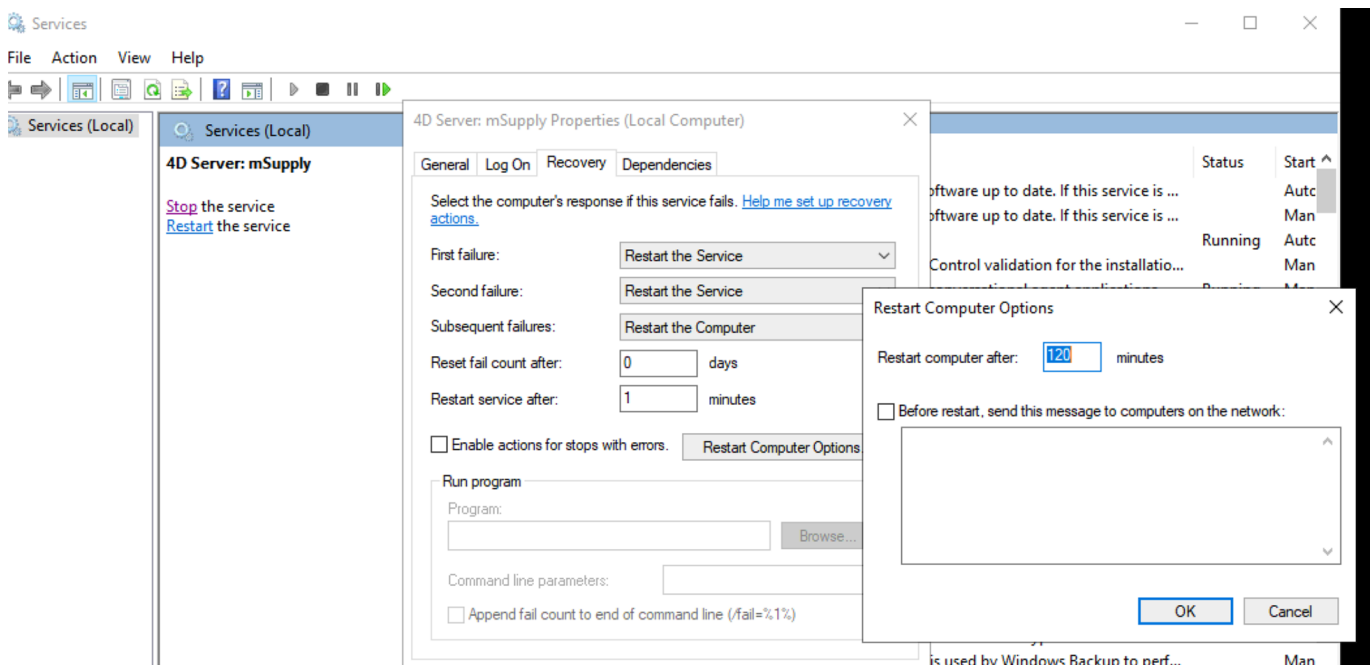 Services
File Action View Help
Services (Local)
Services (Local)
4D Server: mSupply
Stop the service
Restart the service
4D Server: mSupply Properties (Local Computer)
General Log On Recovery Dependencies
Select the computer's response if this service fails. Help me set up recovery
actions.
First failure: Restart the Service
Second failure: Restart the Service
Subsequent failures: Restart the Computer
Reset fail count after: 0 days
Restart service after: 1 minutes
Enable actions for stops with errors. Restart Computer Options
Run program
Program:
Browse...
Command line parameters:
Append fail count to end of command line (/fail=%1%)
Status Start
oftware up to date. If this service is ... Autc
oftware up to date. If this service is ... Man
Running Autc
Control validation for the installatio... Man
Restart Computer Options
Restart computer after: 120 minutes
Before restart, send this message to computers on the network:
OK Cancel
is used by Windows Backup to perf... Man